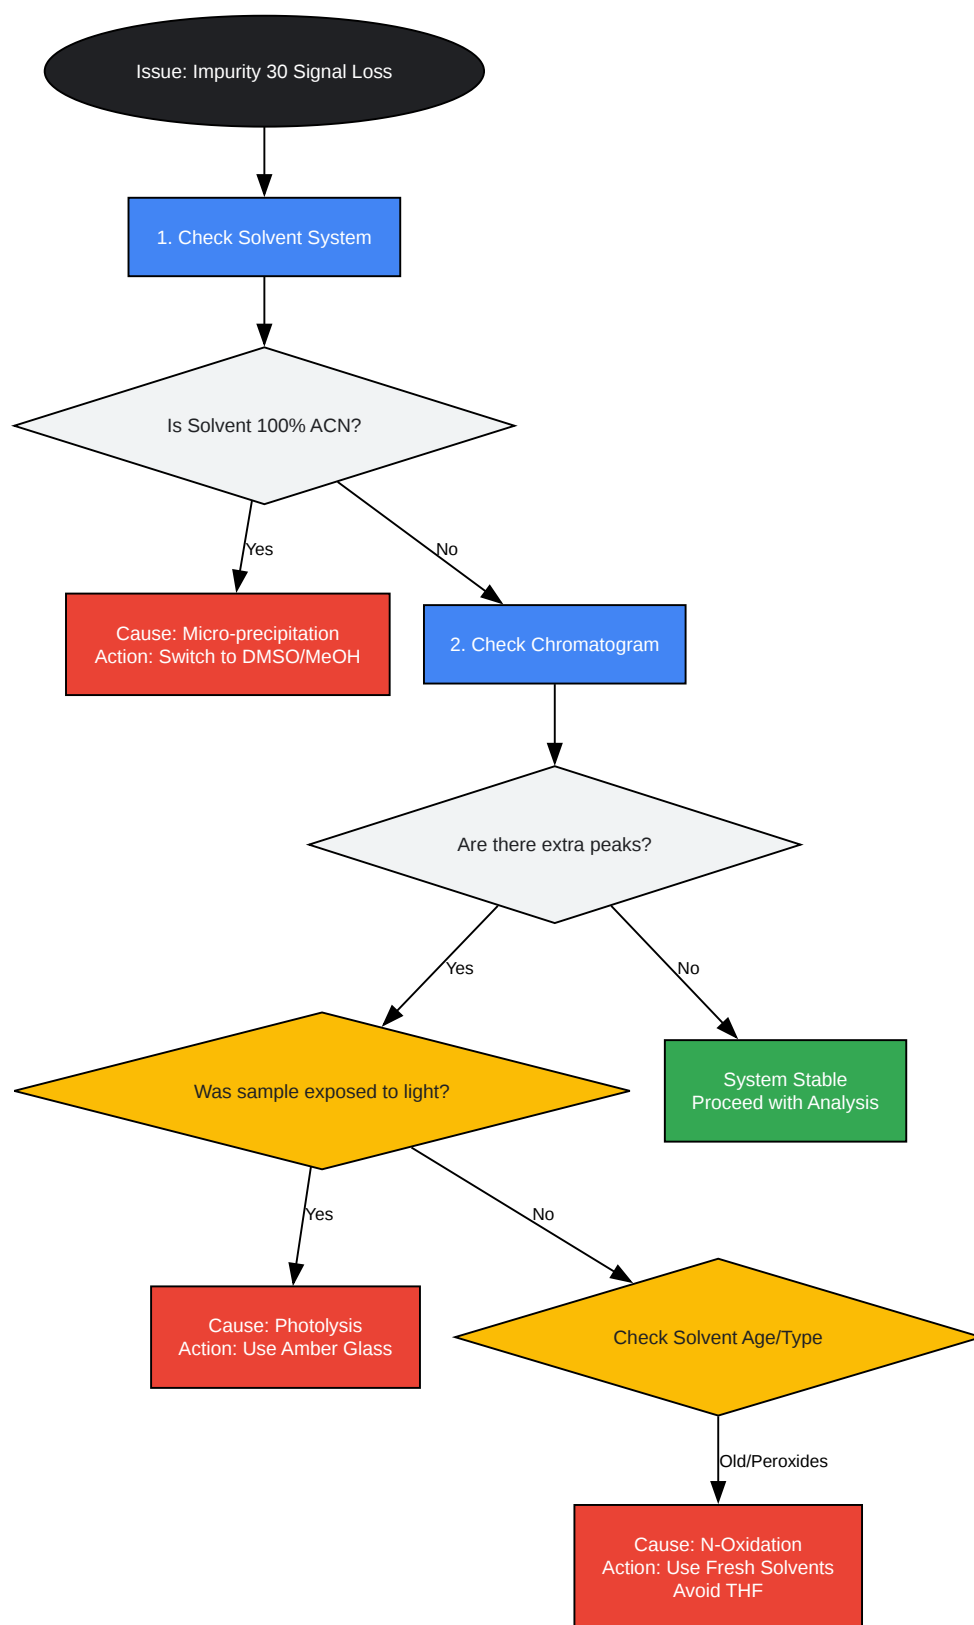 Issue: Impurity 30 Signal Loss
1. Check Solvent System
Is Solvent 100% ACN?
Yes
No
Cause: Micro-precipitation
Action: Switch to DMSO/MeOH
2. Check Chromatogram
Are there extra peaks?
Yes
No
Was sample exposed to light?
System Stable
Proceed with Analysis
Yes
No
Cause: Photolysis
Action: Use Amber Glass
Check Solvent Age/Type
Old/Peroxides
Cause: N-Oxidation
Action: Use Fresh Solvents
Avoid THF